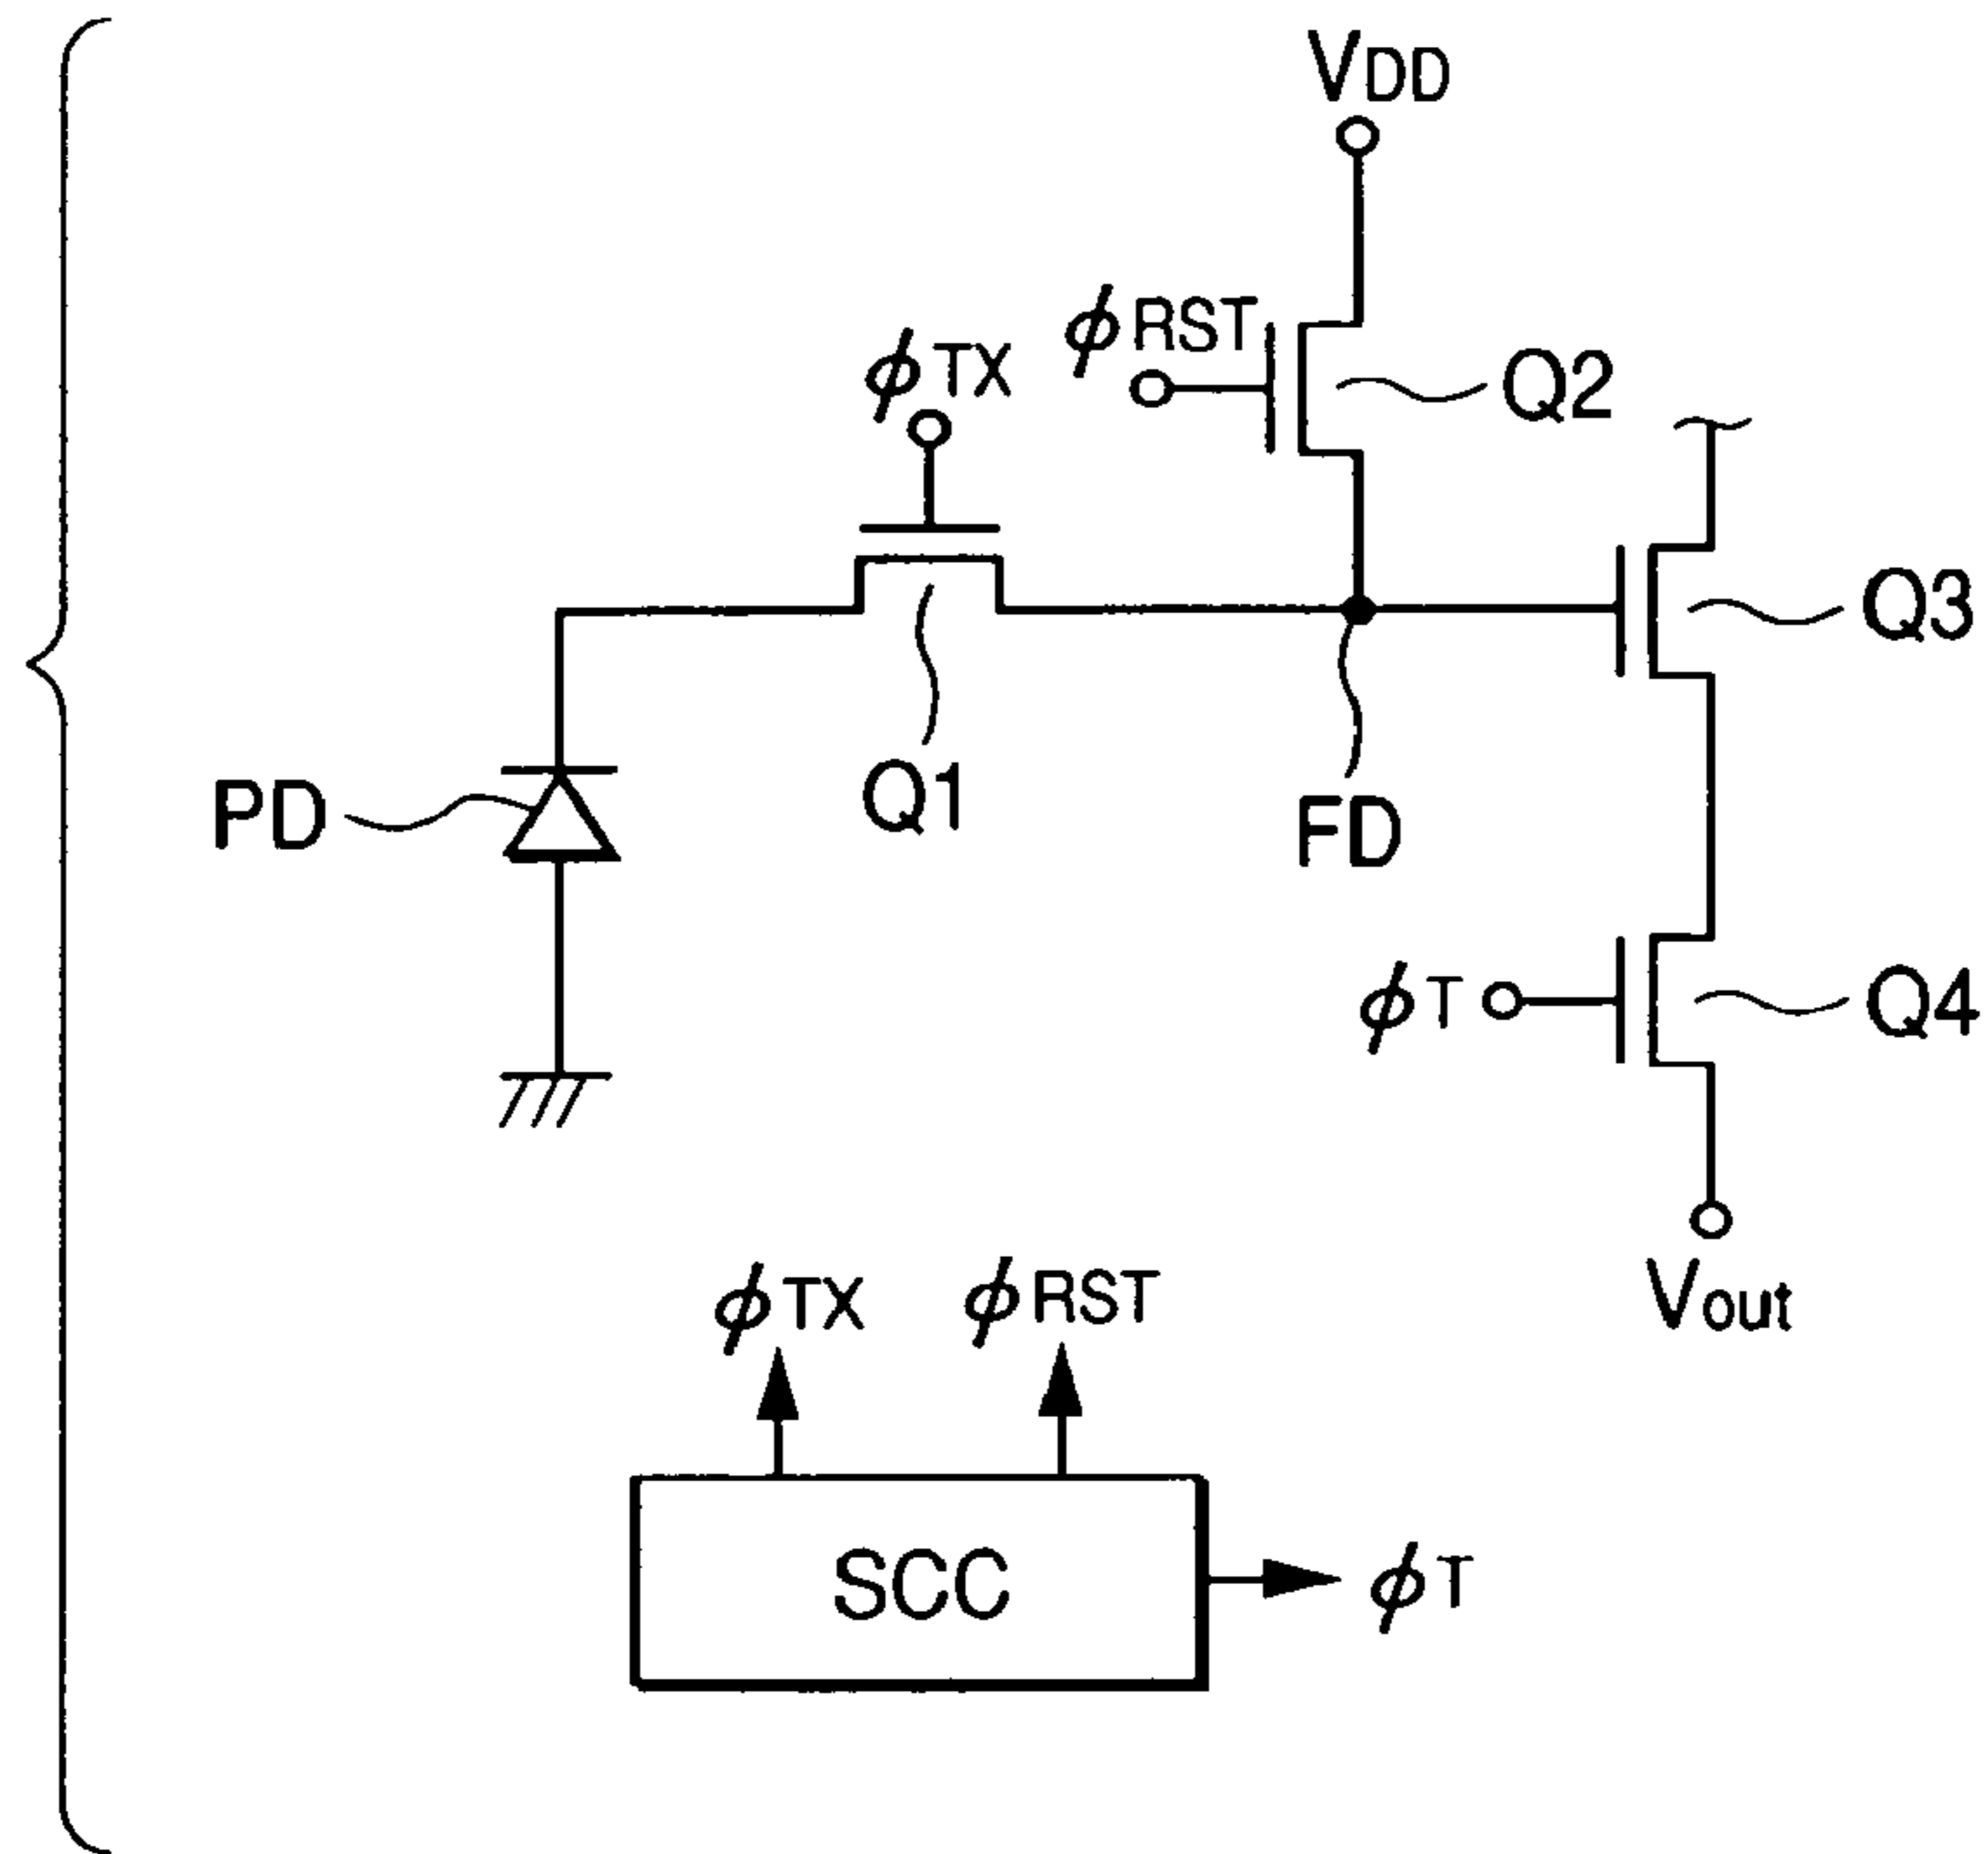 VDD
ϕRST
ϕTX
Q2
Q3
Q1
PD
FD
ϕT
Q4
Vout
ϕTX
ϕRST
SCC
ϕT